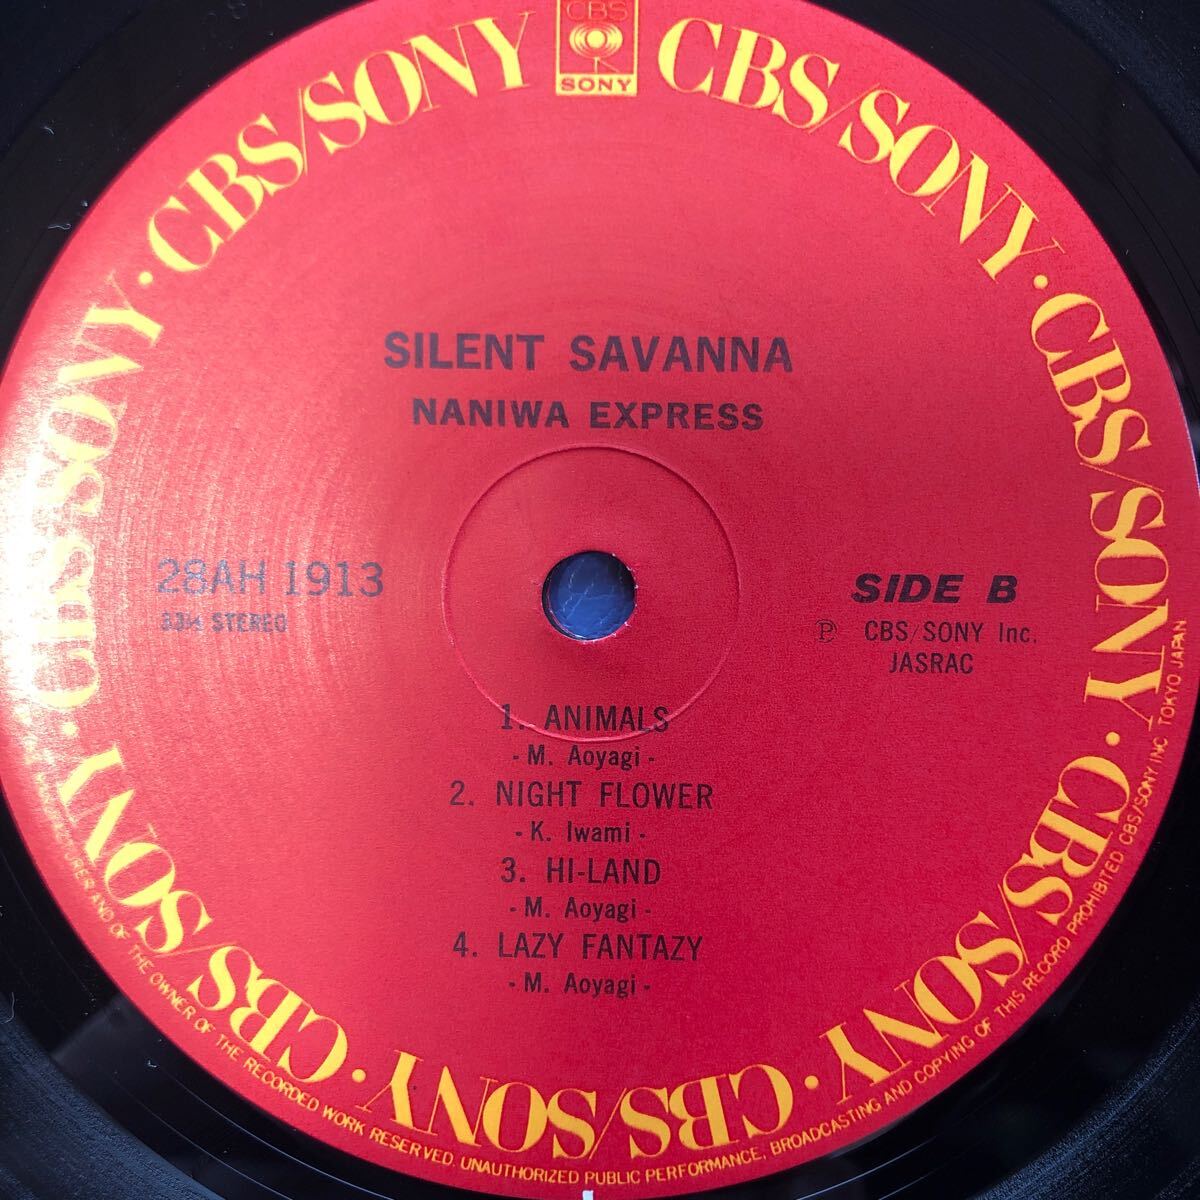 CBS
SONY
CBS/SONY · CBS/SONY · CBS/SONY · CBS/SONY · CBS/SONY · CBS/SONY · CBS/SONY · CBS/SONY
SILENT SAVANNA
NANIWA EXPRESS
28AH 1913
33⅓ STEREO
SIDE B
Ⓟ CBS/SONY Inc.
JASRAC
1. ANIMALS
- M. Aoyagi -
2. NIGHT FLOWER
- K. Iwami -
3. HI-LAND
- M. Aoyagi -
4. LAZY FANTAZY
- M. Aoyagi -
AND OF THE OWNER OF THE RECORDED WORK RESERVED. UNAUTHORIZED PUBLIC PERFORMANCE, BROADCASTING AND COPYING OF THIS RECORD PROHIBITED CBS/SONY INC TOKYO JAPAN